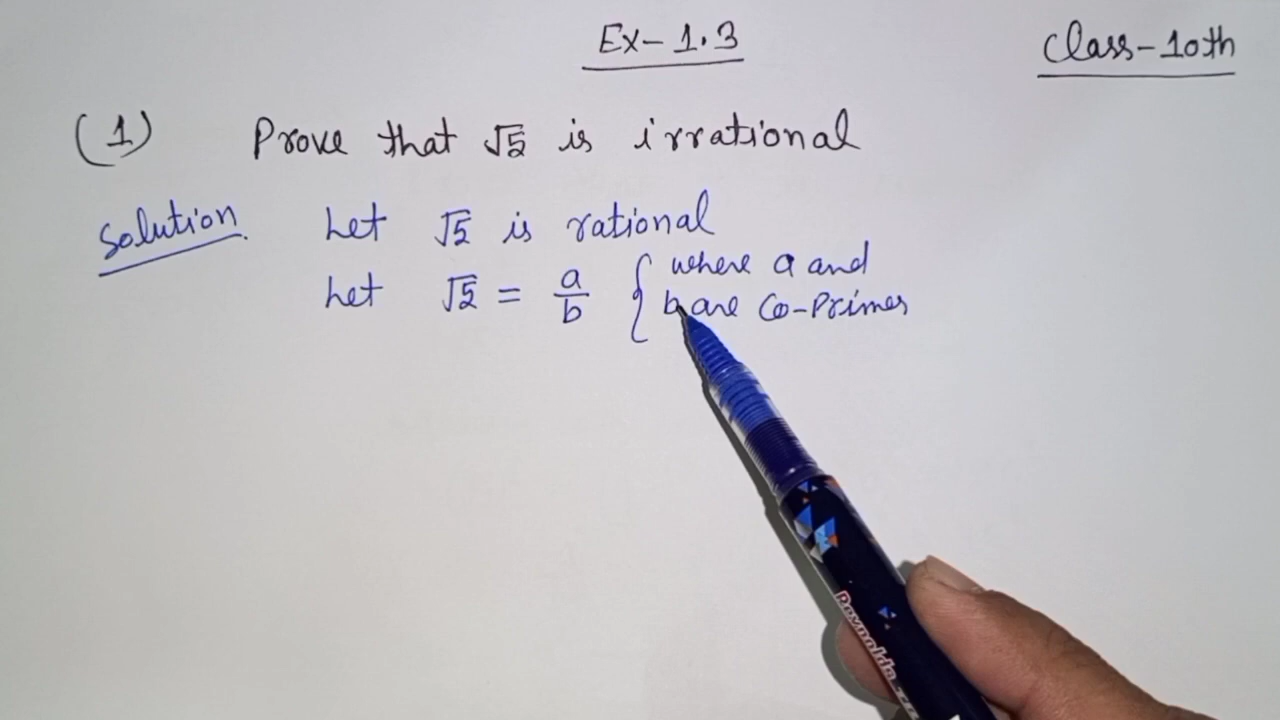 Ex-1.3
Class-10th
(1) Prove that √5 is irrational
Solution Let √5 is rational
Let √5 = a/b { where a and
b are Co-Primes
Reynolds